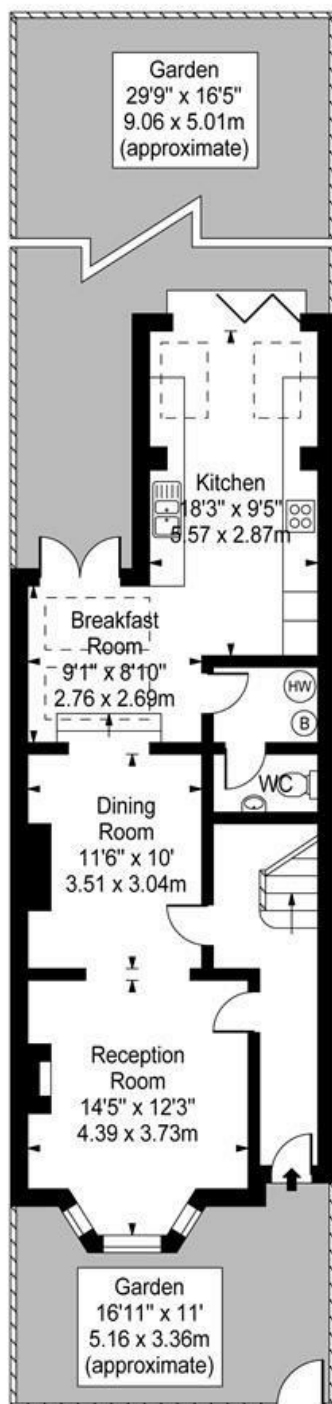 Garden
29'9" x 16'5"
9.06 x 5.01m
(approximate)
Kitchen
18'3" x 9'5"
5.57 x 2.87m
Breakfast
Room
9'1" x 8'10"
2.76 x 2.69m
HW
B
WC
Dining
Room
11'6" x 10'
3.51 x 3.04m
Reception
Room
14'5" x 12'3"
4.39 x 3.73m
Garden
16'11" x 11'
5.16 x 3.36m
(approximate)